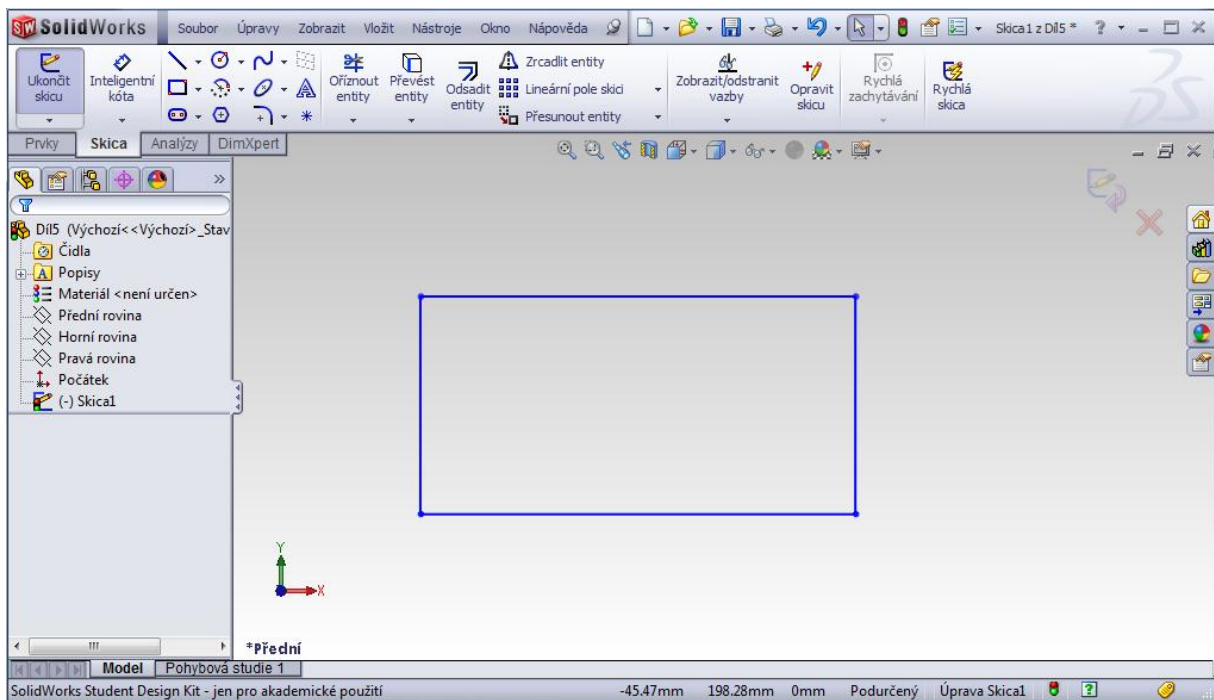 SolidWorks Soubor Úpravy Zobrazit Vložit Nástroje Okno Nápověda Skica1 z Díl5 * ?
Ukončit skicu
Inteligentní kóta
Oříznout entity
Převést entity
Odsadit entity
Zrcadlit entity
Lineární pole skici
Přesunout entity
Zobrazit/odstranit vazby
Opravit skicu
Rychlá zachytávání
Rychlá skica
Prvky Skica Analýzy DimXpert
Díl5 (Výchozí<<Výchozí>_Stav
Čidla
A Popisy
Materiál <není určen>
Přední rovina
Horní rovina
Pravá rovina
Počátek
(-) Skica1
Y
X
*Přední
Model Pohybová studie 1
SolidWorks Student Design Kit - jen pro akademické použití -45.47mm 198.28mm 0mm Podurčený Úprava Skica1 ?